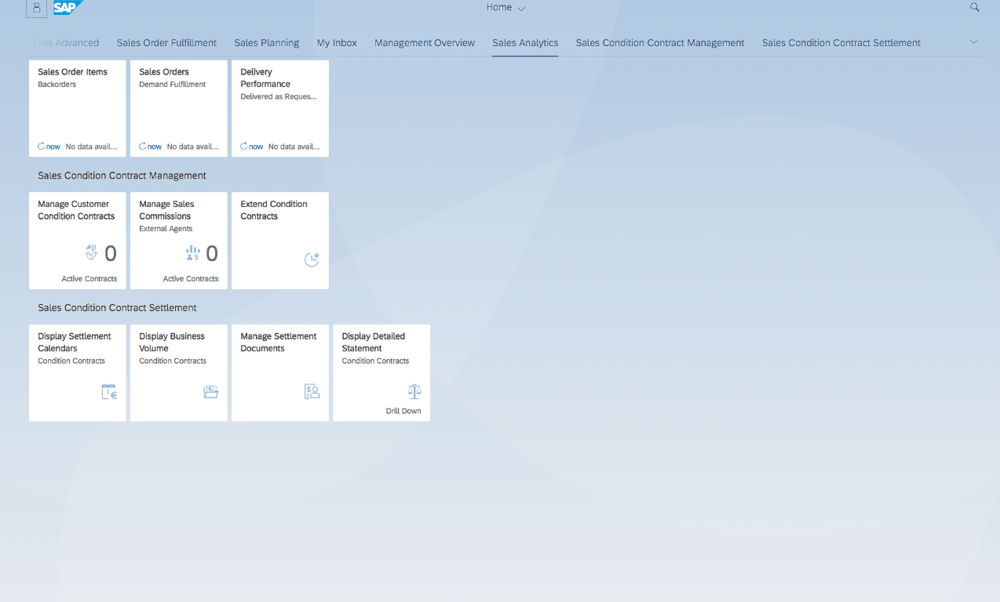 SAP
Home
Lists Advanced Sales Order Fulfillment Sales Planning My Inbox Management Overview Sales Analytics Sales Condition Contract Management Sales Condition Contract Settlement
Sales Order Items
Backorders
now No data avail...
Sales Orders
Demand Fulfillment
now No data avail...
Delivery
Performance
Delivered as Reques...
now No data avail...
Sales Condition Contract Management
Manage Customer
Condition Contracts
0
Active Contracts
Manage Sales
Commissions
External Agents
0
Active Contracts
Extend Condition
Contracts
Sales Condition Contract Settlement
Display Settlement
Calendars
Condition Contracts
Display Business
Volume
Condition Contracts
Manage Settlement
Documents
Display Detailed
Statement
Condition Contracts
Drill Down